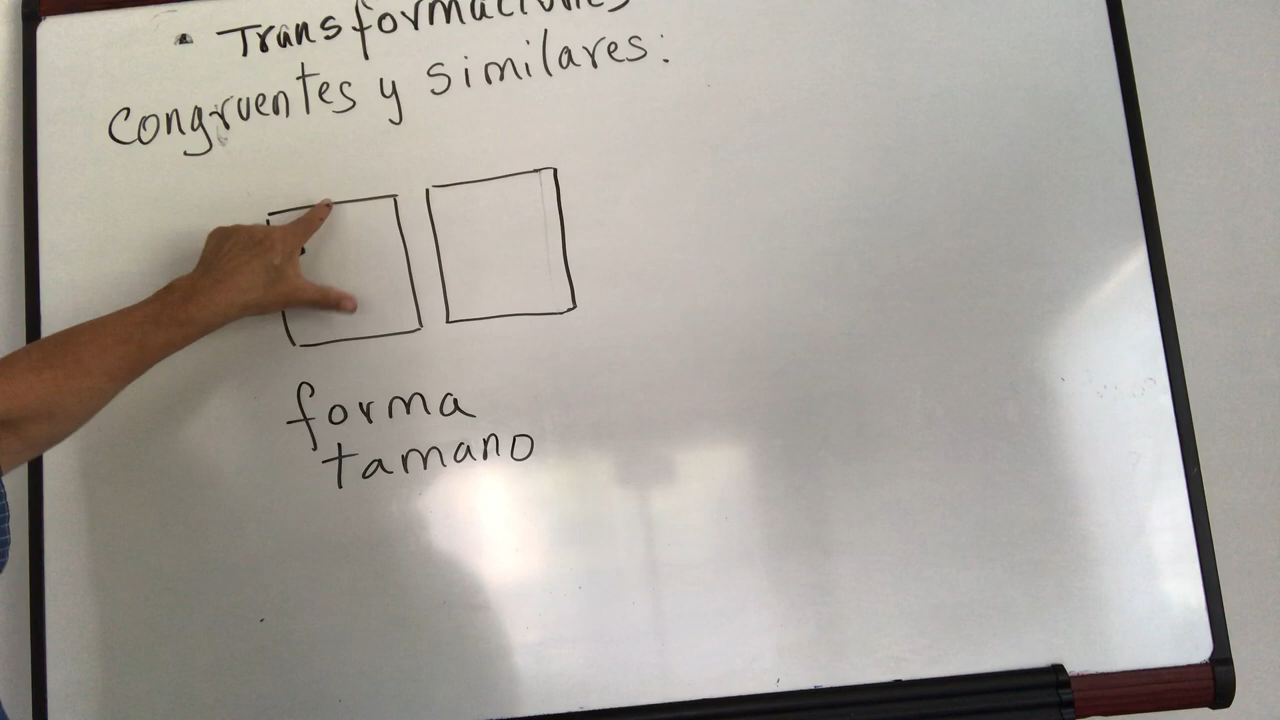 • Transformaciones
Congruentes y similares:
forma
tamano